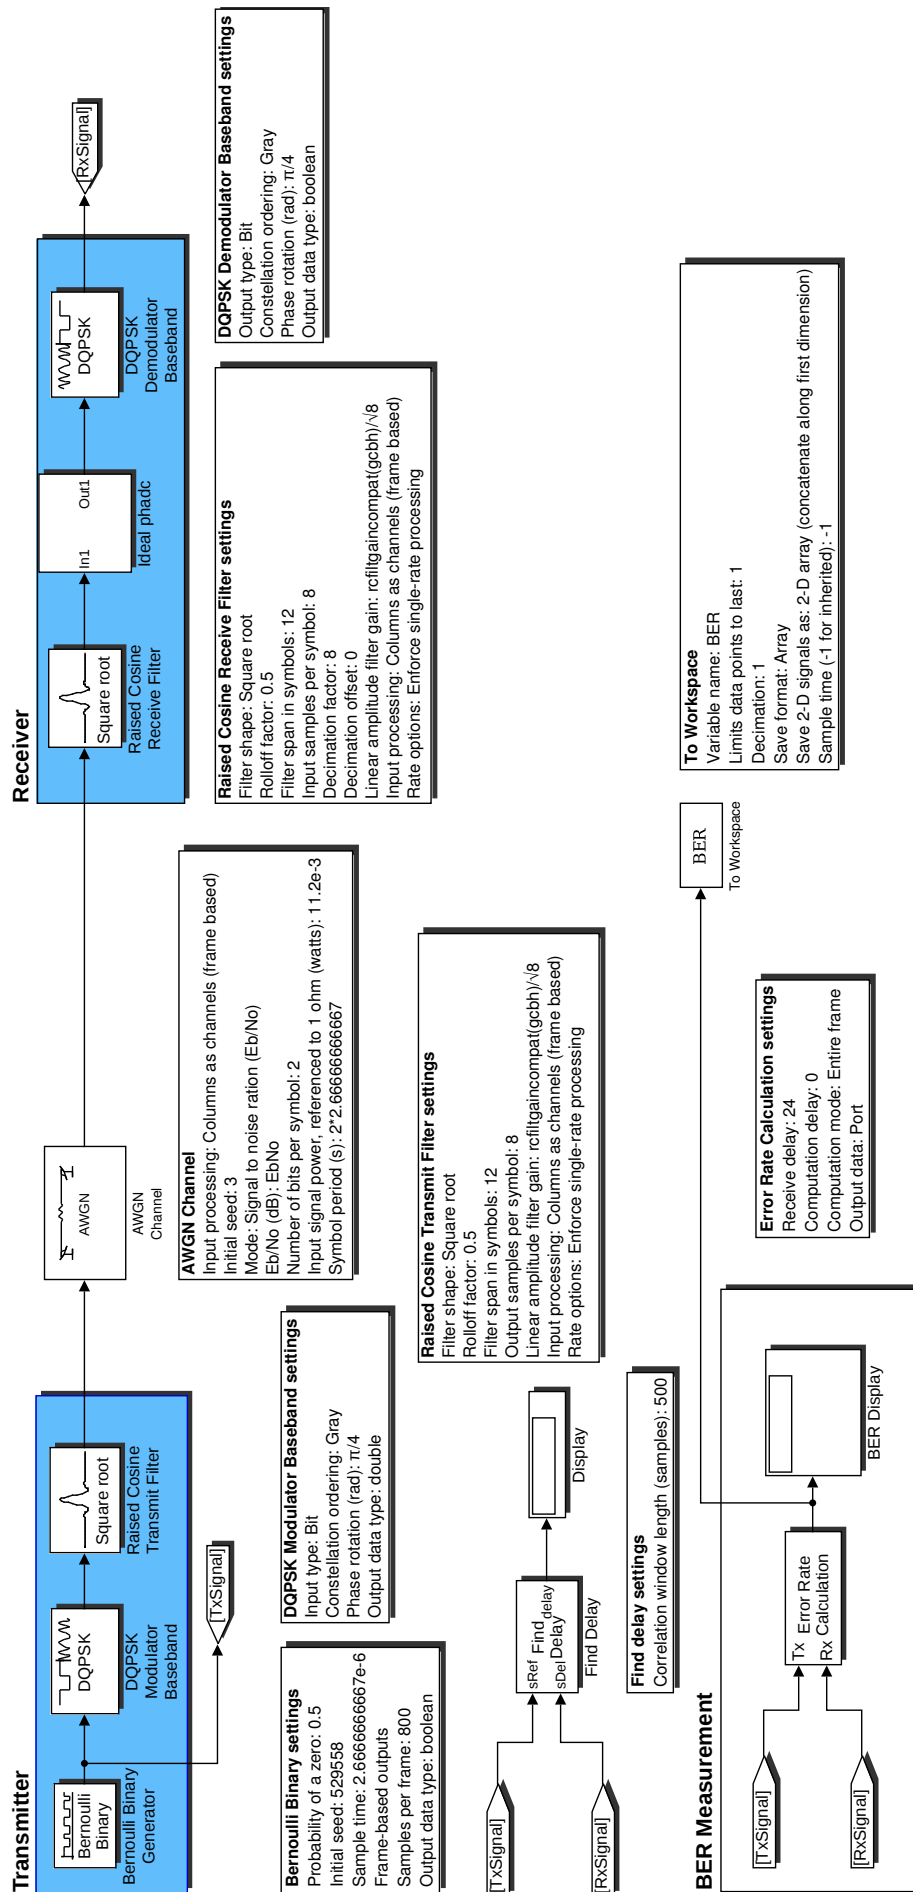 Transmitter
Bernoulli
Binary
Bernoulli Binary
Generator
DQPSK
DQPSK
Modulator
Baseband
Square root
Raised Cosine
Transmit Filter
[TxSignal]
AWGN
AWGN
Channel
Receiver
Square root
Raised Cosine
Receive Filter
In1
Out1
Ideal phadc
DQPSK
DQPSK
Demodulator
Baseband
[RxSignal]
Bernoulli Binary settings
Probability of a zero: 0.5
Initial seed: 529558
Sample time: 2.6666666667e-6
Frame-based outputs
Samples per frame: 800
Output data type: boolean
DQPSK Modulator Baseband settings
Input type: Bit
Constellation ordering: Gray
Phase rotation (rad): π/4
Output data type: double
AWGN Channel
Input processing: Columns as channels (frame based)
Initial seed: 3
Mode: Signal to noise ration (Eb/No)
Eb/No (dB): EbNo
Number of bits per symbol: 2
Input signal power, referenced to 1 ohm (watts): 11.2e-3
Symbol period (s): 2*2.66666666667
Raised Cosine Receive Filter settings
Filter shape: Square root
Rolloff factor: 0.5
Filter span in symbols: 12
Input samples per symbol: 8
Decimation factor: 8
Decimation offset: 0
Linear amplitude filter gain: rcfiltgaincompat(gcbh)/√8
Input processing: Columns as channels (frame based)
Rate options: Enforce single-rate processing
DQPSK Demodulator Baseband settings
Output type: Bit
Constellation ordering: Gray
Phase rotation (rad): π/4
Output data type: boolean
[TxSignal]
[RxSignal]
sRef
sDel
Find
Delay
delay
Find Delay
Display
Raised Cosine Transmit Filter settings
Filter shape: Square root
Rolloff factor: 0.5
Filter span in symbols: 12
Output samples per symbol: 8
Linear amplitude filter gain: rcfiltgaincompat(gcbh)/√8
Input processing: Columns as channels (frame based)
Rate options: Enforce single-rate processing
Find delay settings
Correlation window length (samples): 500
BER Measurement
[TxSignal]
[RxSignal]
Tx
Rx
Error Rate
Calculation
BER Display
Error Rate Calculation settings
Receive delay: 24
Computation delay: 0
Computation mode: Entire frame
Output data: Port
BER
To Workspace
To Workspace
Variable name: BER
Limits data points to last: 1
Decimation: 1
Save format: Array
Save 2-D signals as: 2-D array (concatenate along first dimension)
Sample time (-1 for inherited): -1